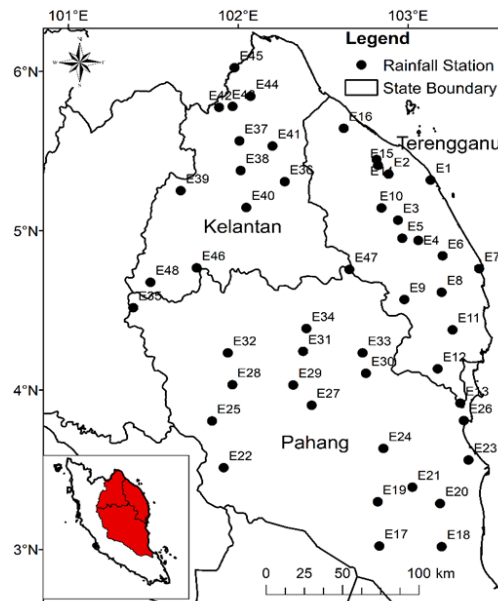 101°E 102°E 103°E
Legend
Rainfall Station
State Boundary
N
W E
S
6°N
5°N
4°N
3°N
E45
E44
E42
E16
E37
E41
Terengganu
E15
E2
E1
E38
E36
E39
E10
E3
E40
E5
E4
Kelantan
E6
E46
E47
E7
E48
E8
E9
E35
E34
E11
E32
E31
E33
E12
E28
E29
E30
E27
E13
E25
E26
Pahang
E24
E23
E22
E21
E19
E20
E17
E18
0 25 50 100 km